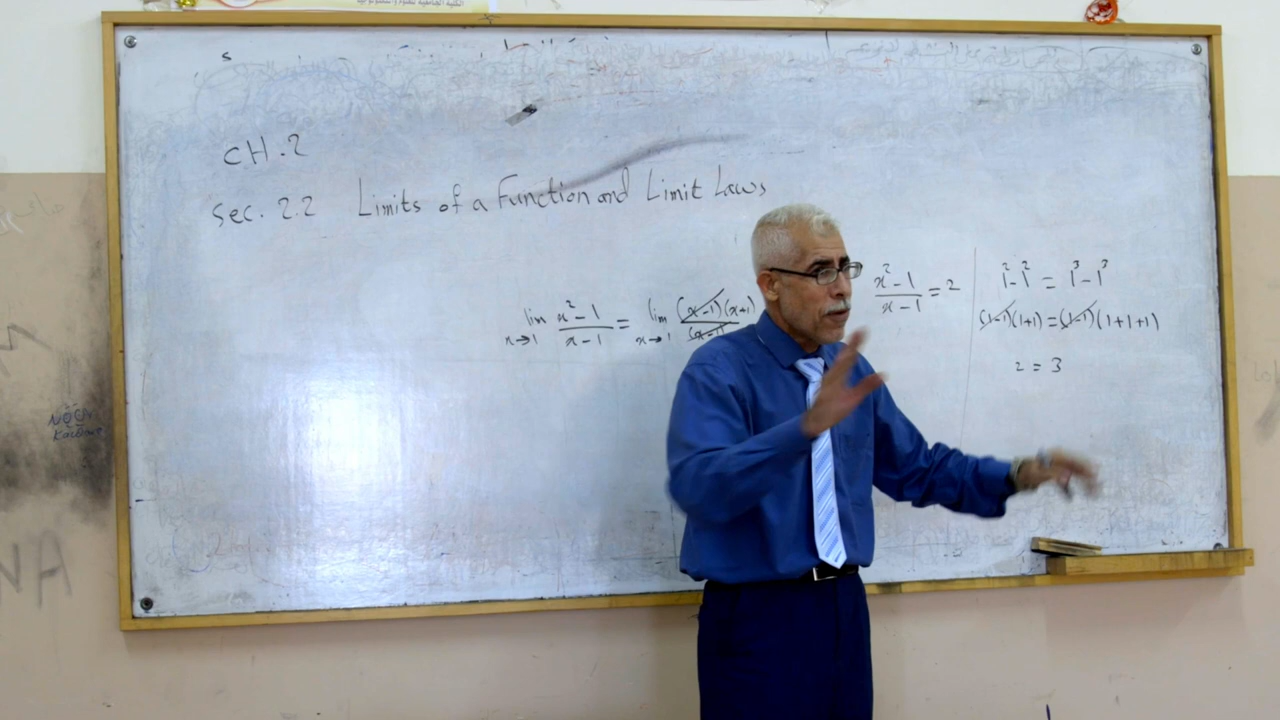 CH.2
Sec. 2.2 Limits of a Function and Limit Laws
lim x→1 x²-1 / x-1 = lim x→1 (x-1)(x+1) / (x-1)
x²-1 / x-1 = 2
1²-1² = 1³-1³
(1-1)(1+1) = (1-1)(1+1+1)
2 = 3